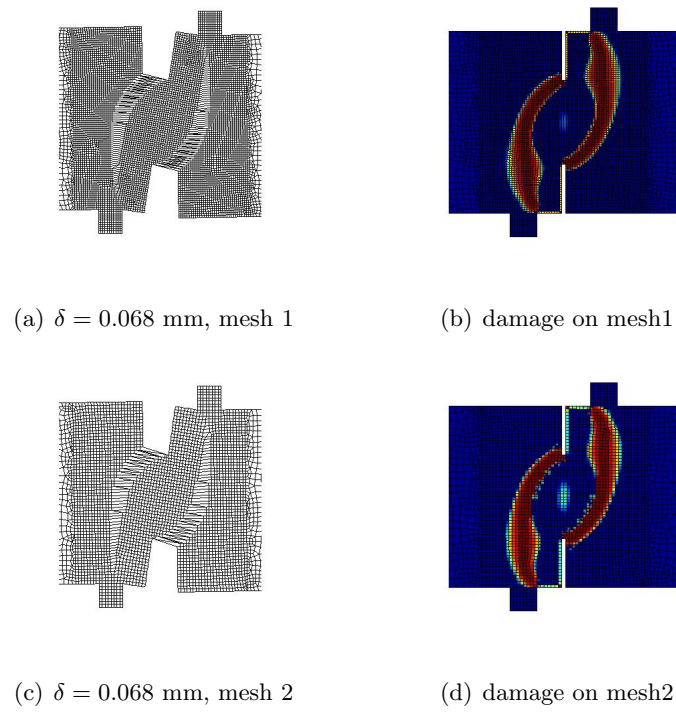 (a) δ = 0.068 mm, mesh 1
(b) damage on mesh1
(c) δ = 0.068 mm, mesh 2
(d) damage on mesh2